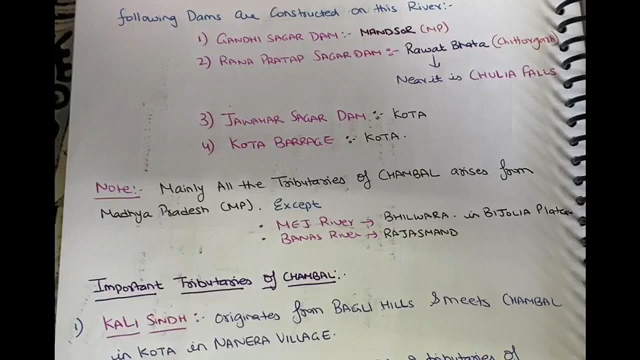 following Dams are Constructed on this River:-
1) GANDHI SAGAR DAM:- MANDSOR (MP)
2) RANA PRATAP SAGAR DAM:- Rawat Bhata (Chittorgarh)
↓
Near it is CHULIA FALLS
3) JAWAHAR SAGAR DAM:- KOTA
4) KOTA BARRAGE:- KOTA.
Note:- Mainly All the Tributaries of CHAMBAL arises from
Madhya Pradesh (MP). Except
• MEJ River → BHILWARA in BIJOLIA Plateau
• BANAS River → RAJASMAND
Important Tributaries of CHAMBAL:-
1) KALI SINDH:- Originates from BAGLI HILLS & meets CHAMBAL
in KOTA in NANERA VILLAGE.
& tributaries of